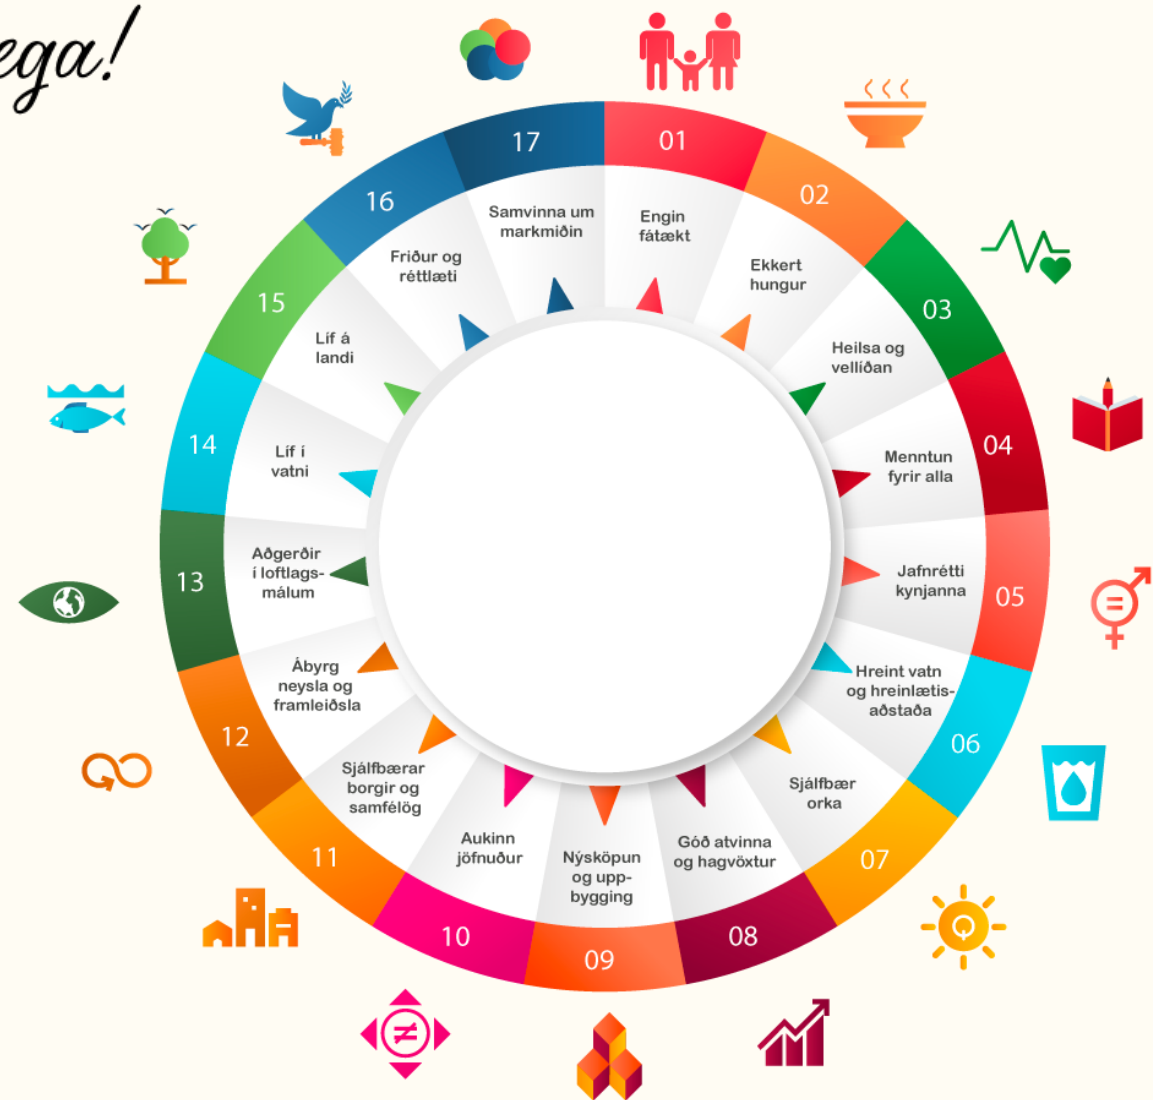 ega!
01
Engin
fátækt
02
Ekkert
hungur
03
Heilsa og
vellíðan
04
Menntun
fyrir alla
05
Jafnrétti
kynjanna
06
Hreint vatn
og hreinlætis-
aðstaða
07
Sjálfbær
orka
08
Góð atvinna
og hagvöxtur
09
Nýsköpun
og upp-
bygging
10
Aukinn
jöfnuður
11
Sjálfbærar
borgir og
samfélög
12
Ábyrg
neysla og
framleiðsla
13
Aðgerðir
í loftlags-
málum
14
Líf í
vatni
15
Líf á
landi
16
Friður og
réttlæti
17
Samvinna um
markmiðin